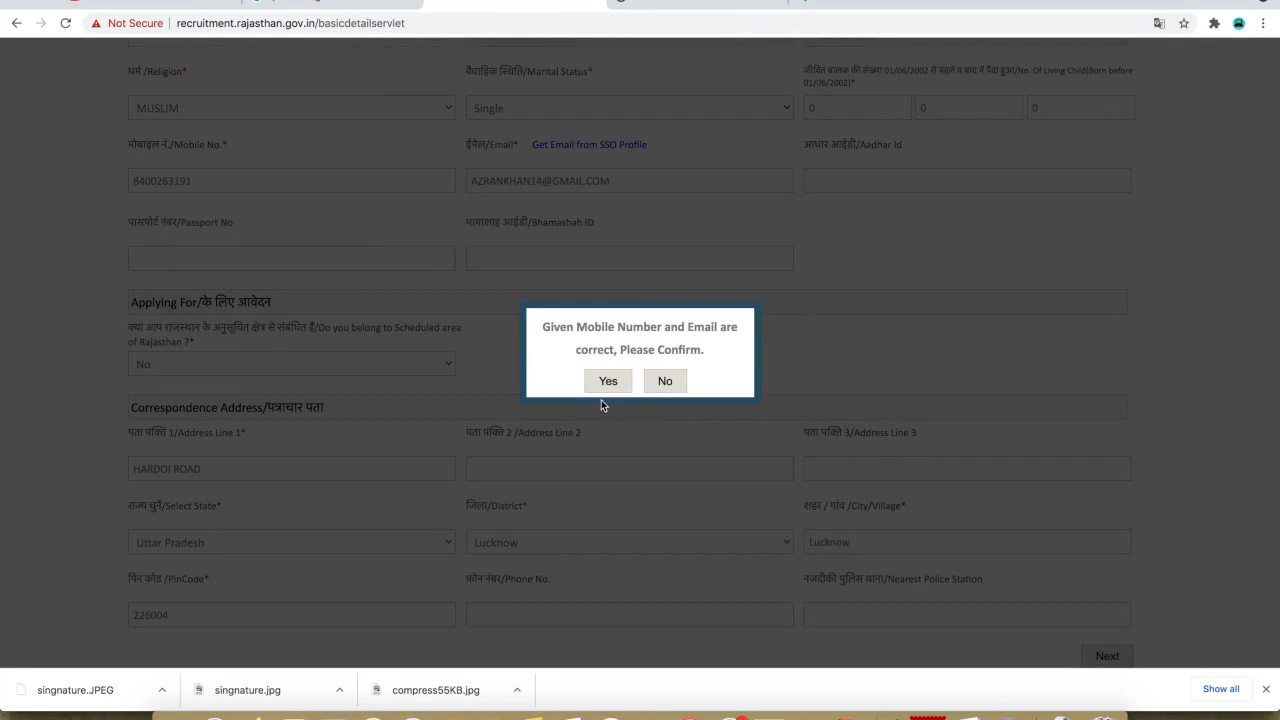 Not Secure recruitment.rajasthan.gov.in/basicdetailservlet
धर्म /Religion*
वैवाहिक स्थिति/Marital Status*
जीवित बालक की संख्या 01/06/2002 से पहले व बाद में पैदा हुआ/No. Of Living Child(Born before
01/06/2002)*
MUSLIM
Single
0
0
0
मोबाइल नं./Mobile No.*
ईमेल/Email* Get Email from SSO Profile
आधार आईडी/Aadhar Id
8400263191
AZRANKHAN14@GMAIL.COM
पासपोर्ट नंबर/Passport No
भामाशाह आईडी/Bhamashah ID
Applying For/के लिए आवेदन
क्या आप राजस्थान के अनुसूचित क्षेत्र से संबंधित हैं/Do you belong to Scheduled area
of Rajasthan ?*
No
Given Mobile Number and Email are
correct, Please Confirm.
Yes
No
Correspondence Address/पत्राचार पता
पता पंक्ति 1/Address Line 1*
पता पंक्ति 2 /Address Line 2
पता पंक्ति 3/Address Line 3
HARDOI ROAD
राज्य चुनें/Select State*
जिला/District*
शहर / गांव /City/Village*
Uttar Pradesh
Lucknow
Lucknow
पिन कोड /PinCode*
फ़ोन नंबर/Phone No.
नजदीकी पुलिस थाना/Nearest Police Station
226004
Next
singnature.JPEG
singnature.jpg
compress55KB.jpg
Show all